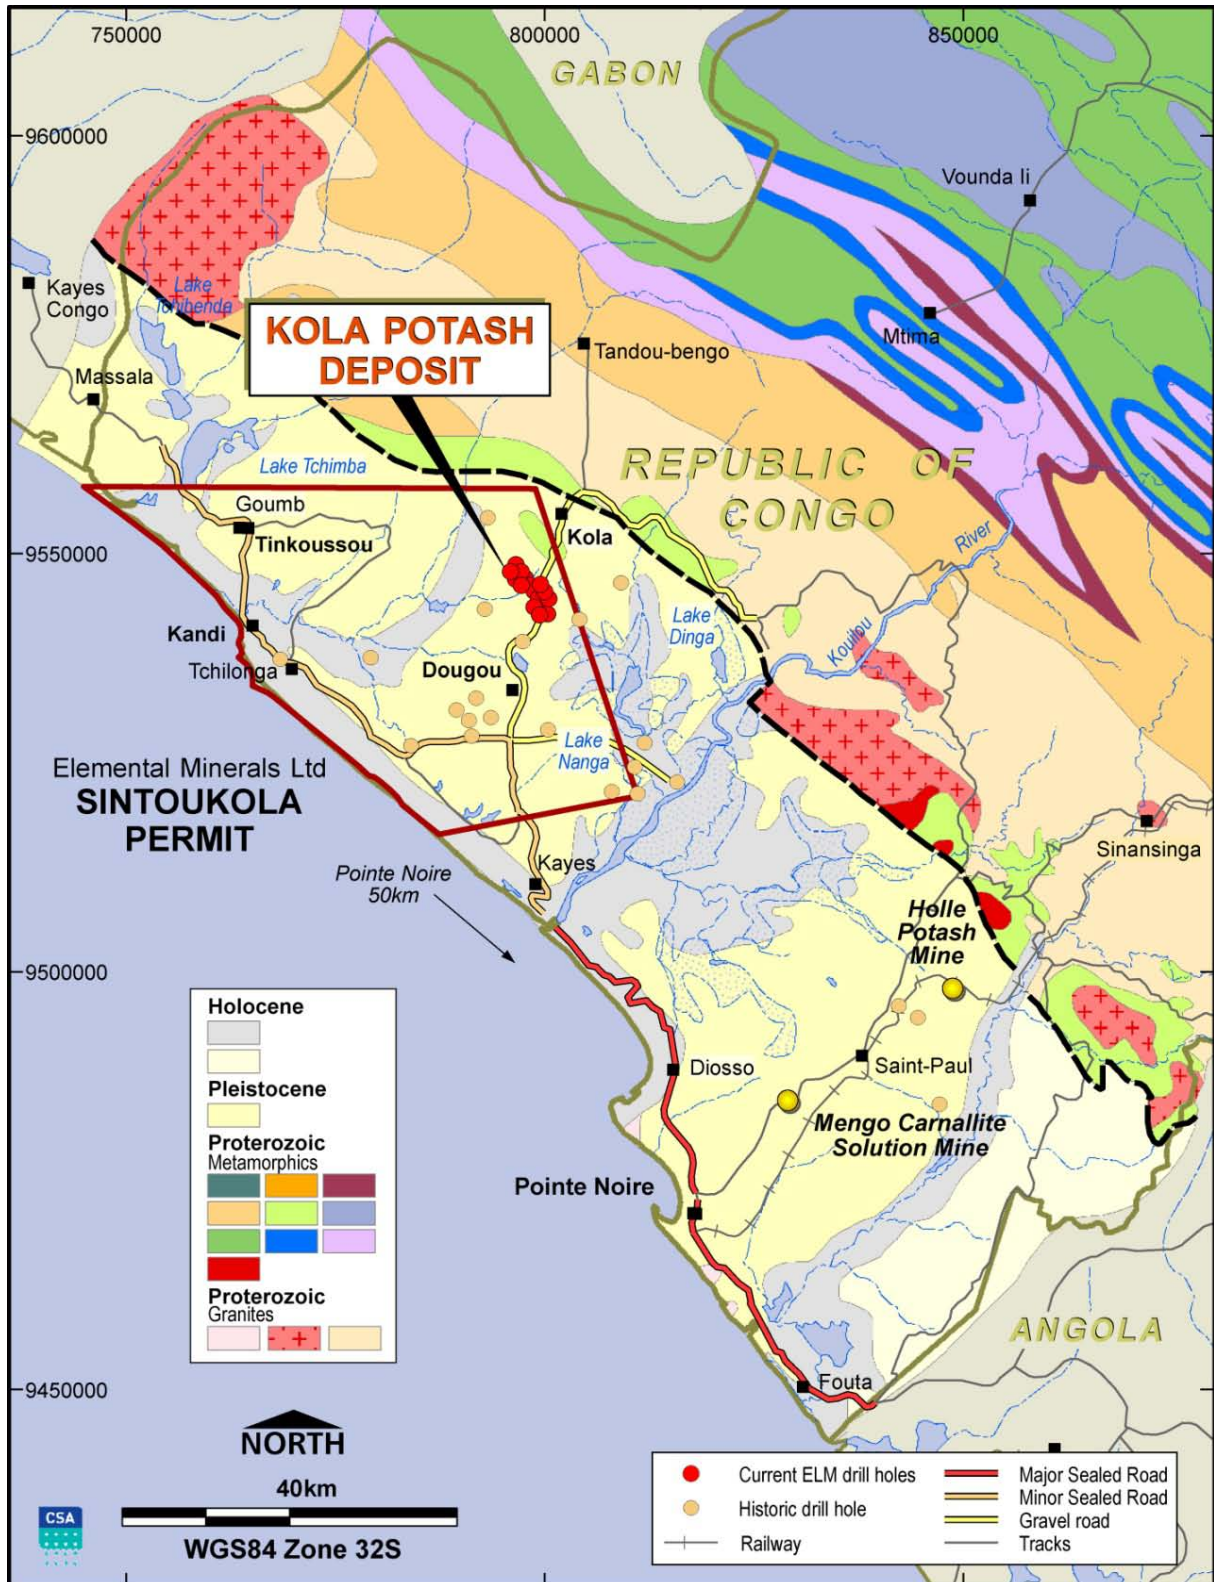 750000
800000
850000
GABON
9600000
Vounda Ii
Kayes
Congo
Lake
Tchibenda
KOLA POTASH
DEPOSIT
Mtima
Tandou-bengo
Massala
REPUBLIC OF
CONGO
Lake Tchimba
Goumb
Tinkoussou
Kola
River
9550000
Lake
Dinga
Kandi
Kouilou
Tchilonga
Dougou
Lake
Nanga
Elemental Minerals Ltd
SINTOUKOLA
PERMIT
Sinansinga
Kayes
Pointe Noire
50km
Holle
Potash
Mine
9500000
Holocene
Pleistocene
Proterozoic
Metamorphics
Proterozoic
Granites
Diosso
Saint-Paul
Mengo Carnallite
Solution Mine
Pointe Noire
ANGOLA
Fouta
9450000
NORTH
40km
WGS84 Zone 32S
CSA
Current ELM drill holes
Historic drill hole
Railway
Major Sealed Road
Minor Sealed Road
Gravel road
Tracks